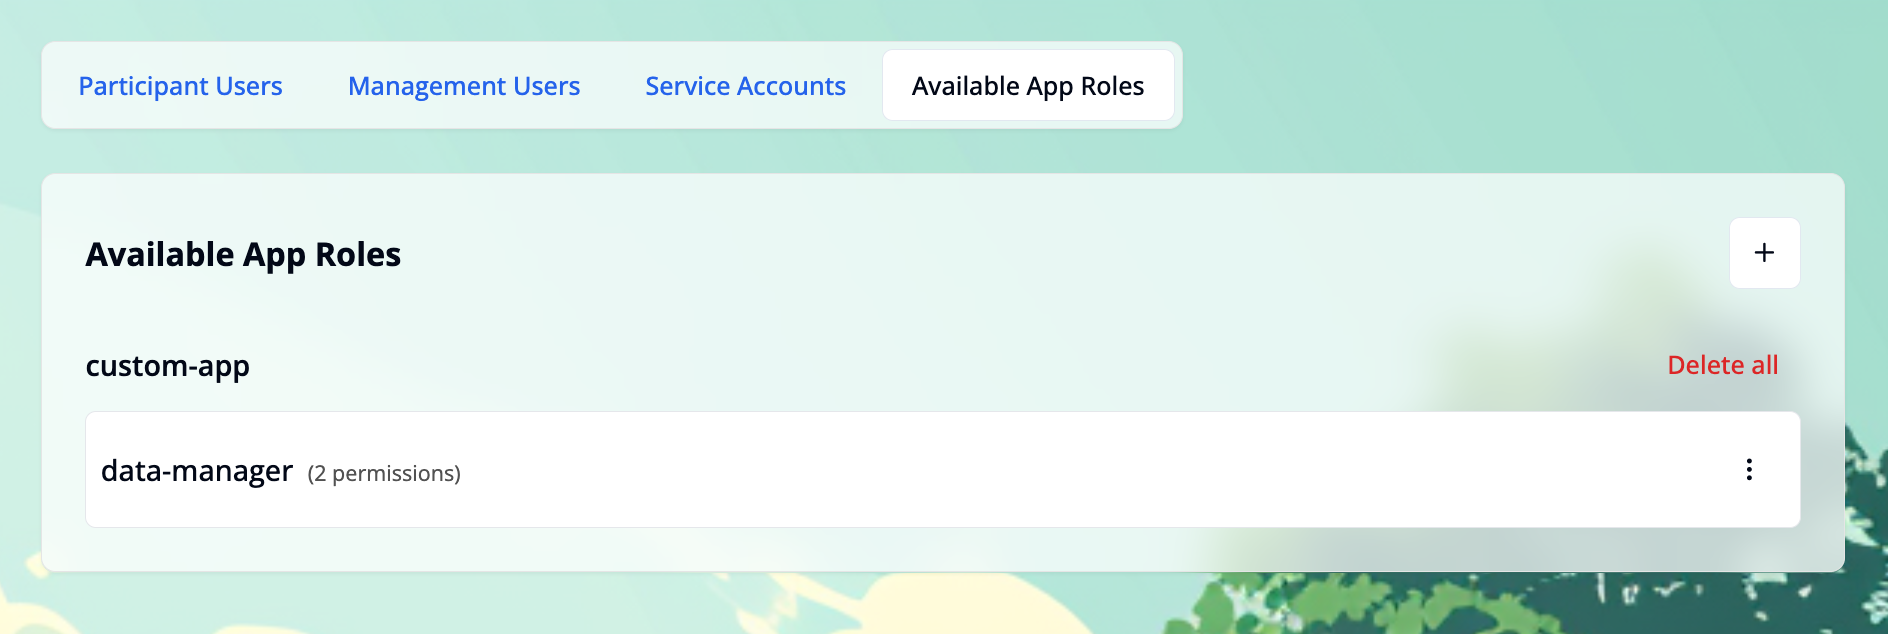 Participant Users Management Users Service Accounts Available App Roles
Available App Roles
custom-app Delete all
data-manager (2 permissions)